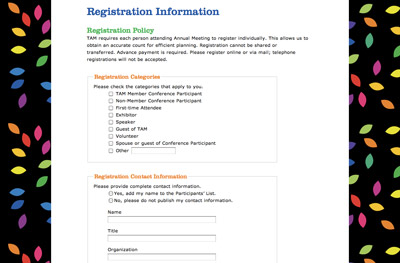 Registration Information
Registration Policy
TAM requires each person attending Annual Meeting to register individually. This allows us to
obtain an accurate count for efficient planning. Registration cannot be shared or
transferred. Advance payment is required. Please register online or via mail; telephone
registrations will not be accepted.
Registration Categories
Please check the categories that apply to you.
TAM Member Conference Participant
Non-Member Conference Participant
First-time Attendee
Exhibitor
Speaker
Guest of TAM
Volunteer
Spouse or guest of Conference Participant
Other
Registration Contact Information
Please provide complete contact information.
Yes, add my name to the Participants' List.
No, please do not publish my contact information.
Name
Title
Organization